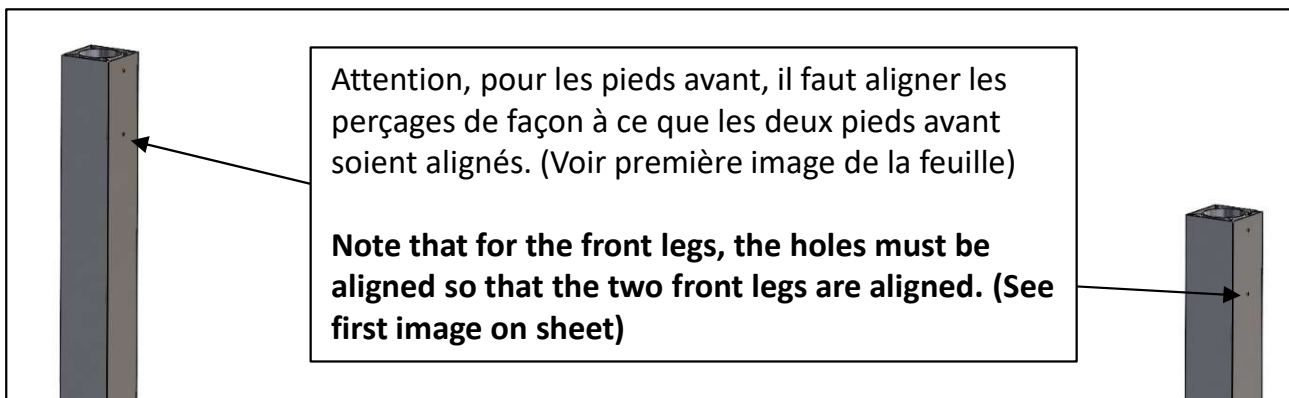 Attention, pour les pieds avant, il faut aligner les
perçages de façon à ce que les deux pieds avant
soient alignés. (Voir première image de la feuille)
Note that for the front legs, the holes must be
aligned so that the two front legs are aligned. (See
first image on sheet)